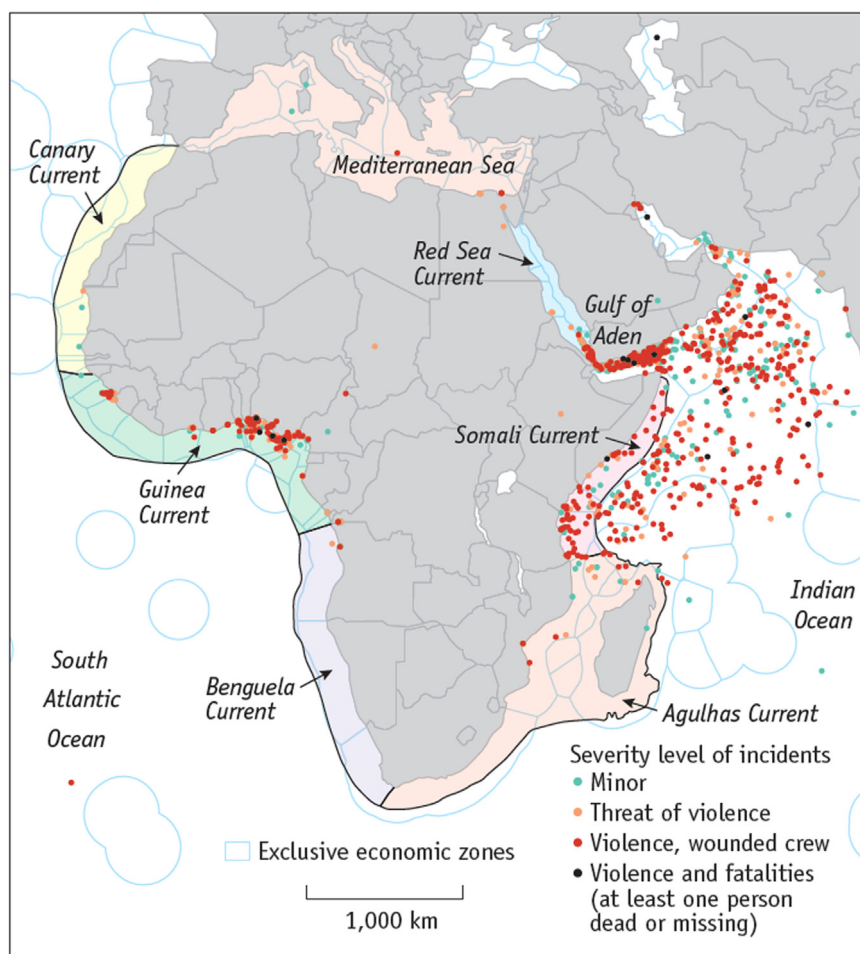 Canary
Current
Mediterranean Sea
Red Sea
Current
Gulf of
Aden
Somali Current
Guinea
Current
Indian
Ocean
South
Atlantic
Ocean
Benguela
Current
Agulhas Current
Severity level of incidents
Minor
Threat of violence
Violence, wounded crew
Violence and fatalities
(at least one person
dead or missing)
Exclusive economic zones
1,000 km